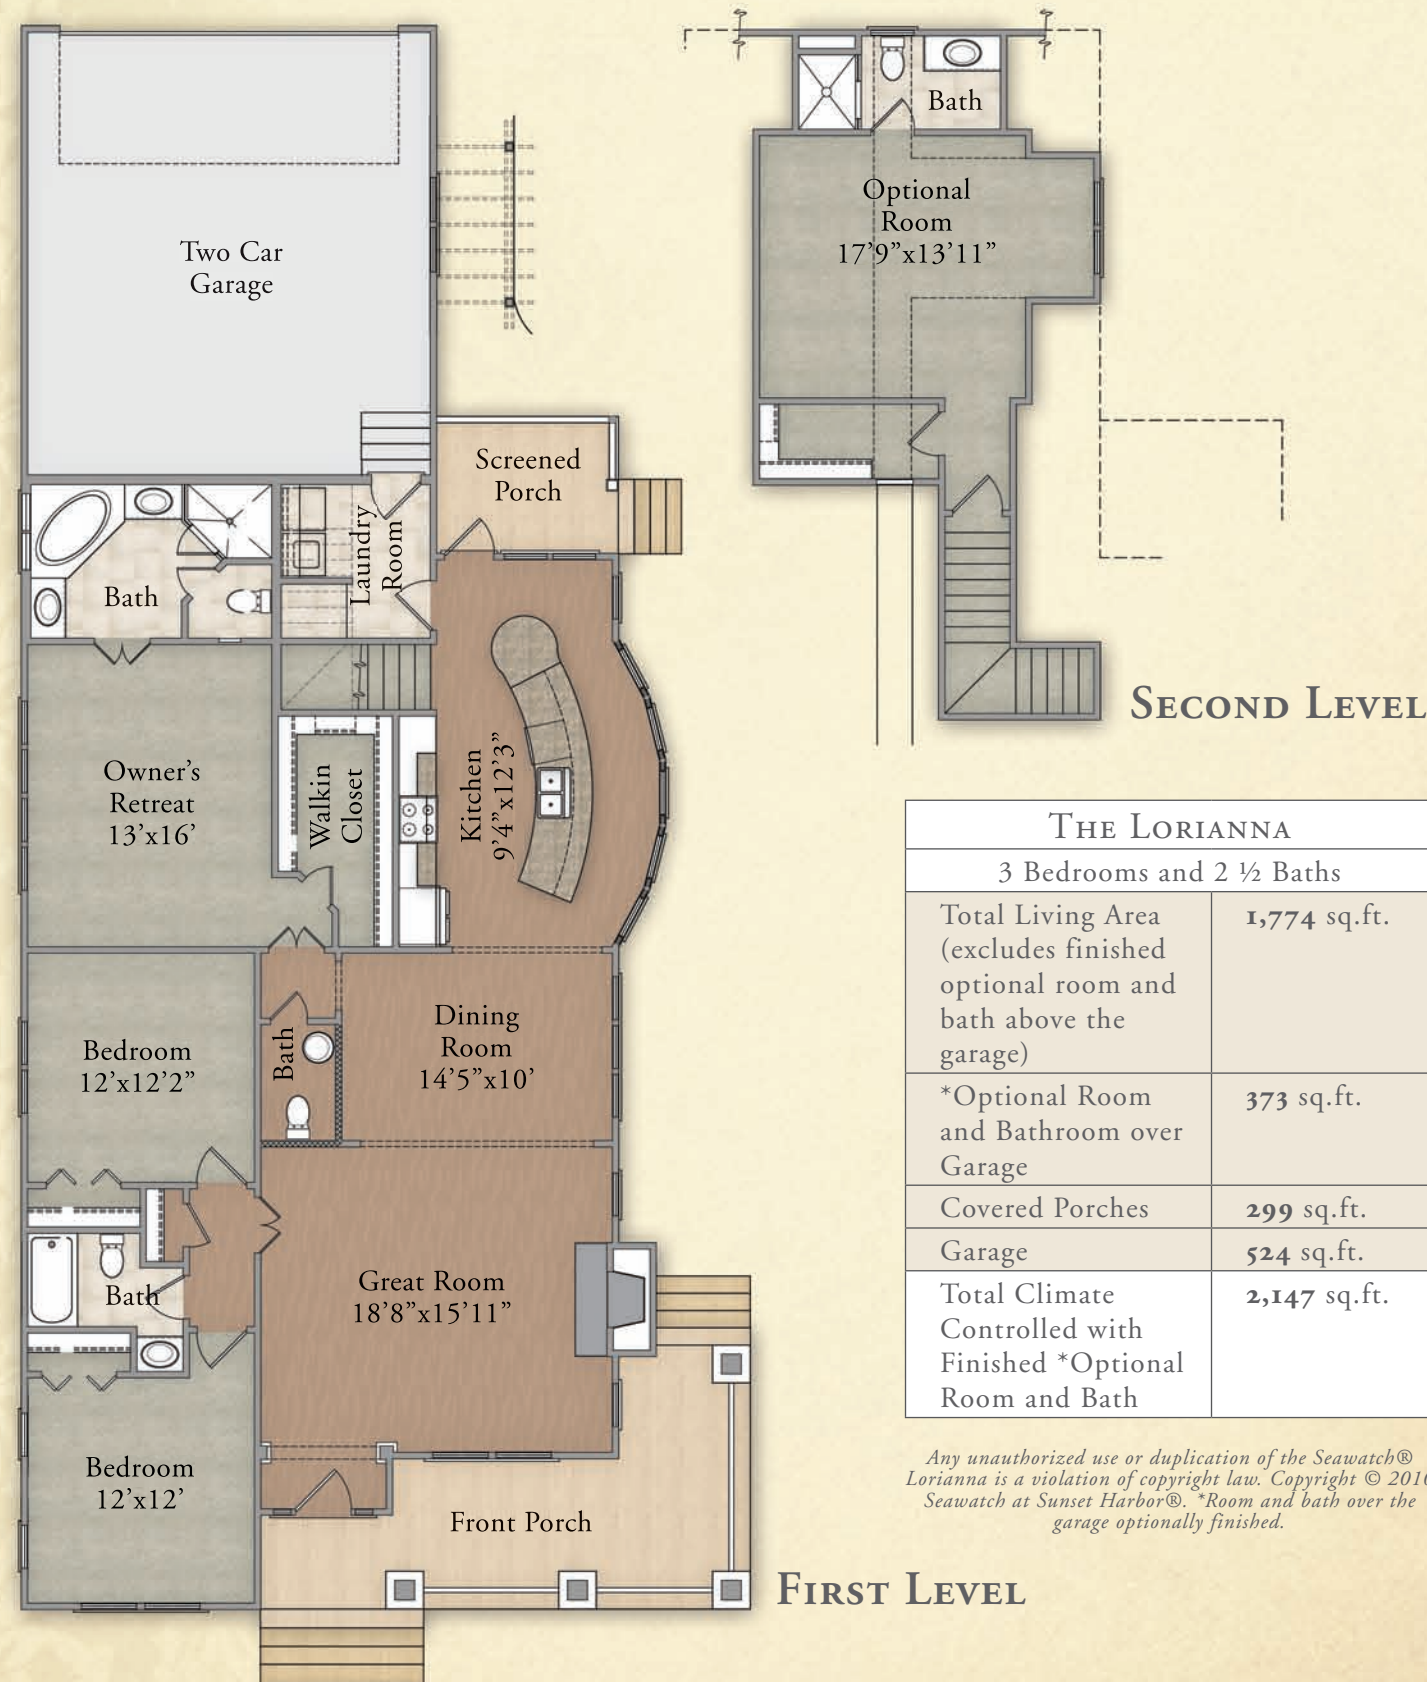 Two Car
Garage
Screened
Porch
Laundry
Room
Bath
Owner's
Retreat
13'x16'
Walkin
Closet
Kitchen
9'4"x12'3"
Bedroom
12'x12'2"
Bath
Dining
Room
14'5"x10'
Great Room
18'8"x15'11"
Bath
Bedroom
12'x12'
Front Porch
First Level
Bath
Optional
Room
17'9"x13'11"
Second Level
The Lorianna
3 Bedrooms and 2 ½ Baths
Total Living Area
(excludes finished
optional room and
bath above the
garage)
1,774 sq.ft.
*Optional Room
and Bathroom over
Garage
373 sq.ft.
Covered Porches
299 sq.ft.
Garage
524 sq.ft.
Total Climate
Controlled with
Finished *Optional
Room and Bath
2,147 sq.ft.
Any unauthorized use or duplication of the Seawatch®
Lorianna is a violation of copyright law. Copyright ©
Seawatch at Sunset Harbor®. *Room and bath over the
garage optionally finished.